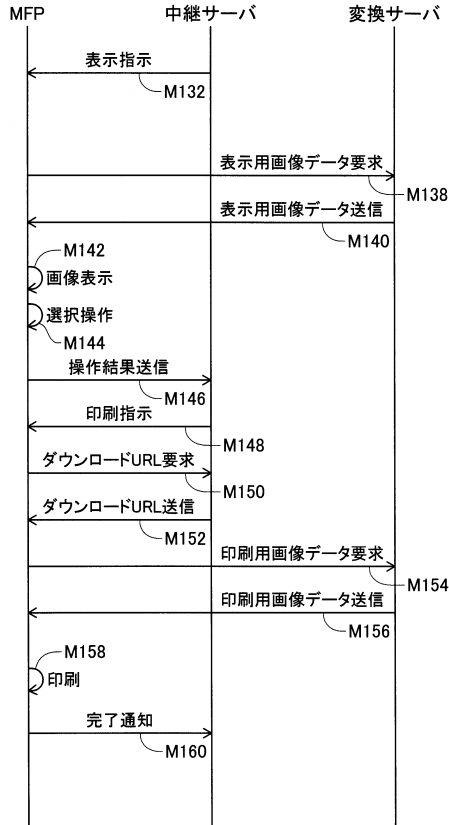 MFP
中継サーバ
変換サーバ
表示指示
M132
表示用画像データ要求
M138
表示用画像データ送信
M140
M142
画像表示
選択操作
M144
操作結果送信
M146
印刷指示
M148
ダウンロードURL要求
M150
ダウンロードURL送信
M152
印刷用画像データ要求
M154
印刷用画像データ送信
M156
M158
印刷
完了通知
M160